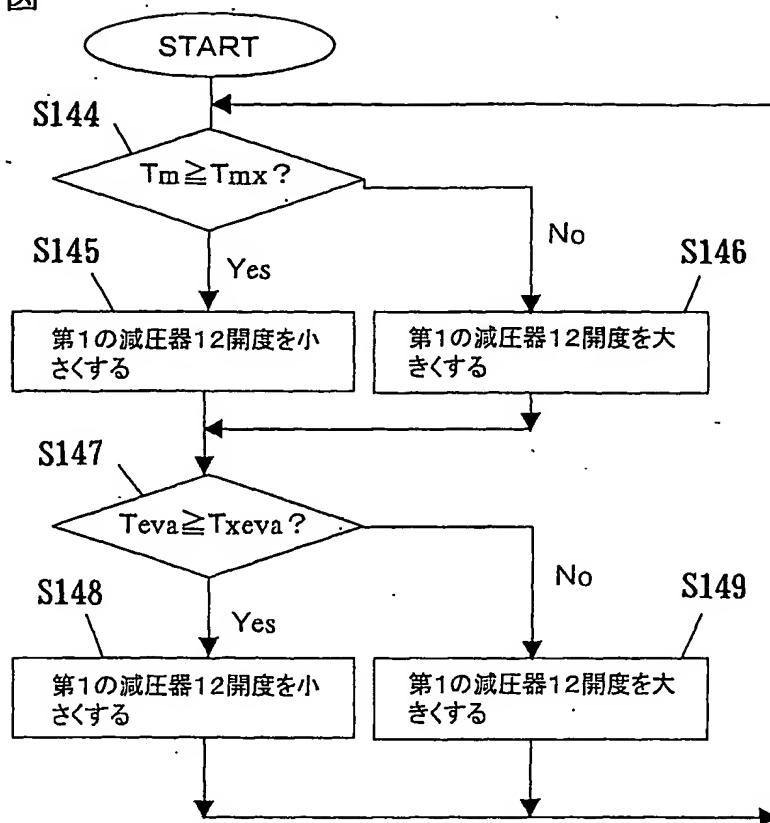 図
START
S144
Tm≧Tmx?
No
S145
Yes
S146
第1の減圧器12開度を小
さくする
第1の減圧器12開度を大
きくする
S147
Teva≧Txeva?
No
S148
Yes
S149
第1の減圧器12開度を小
さくする
第1の減圧器12開度を大
きくする